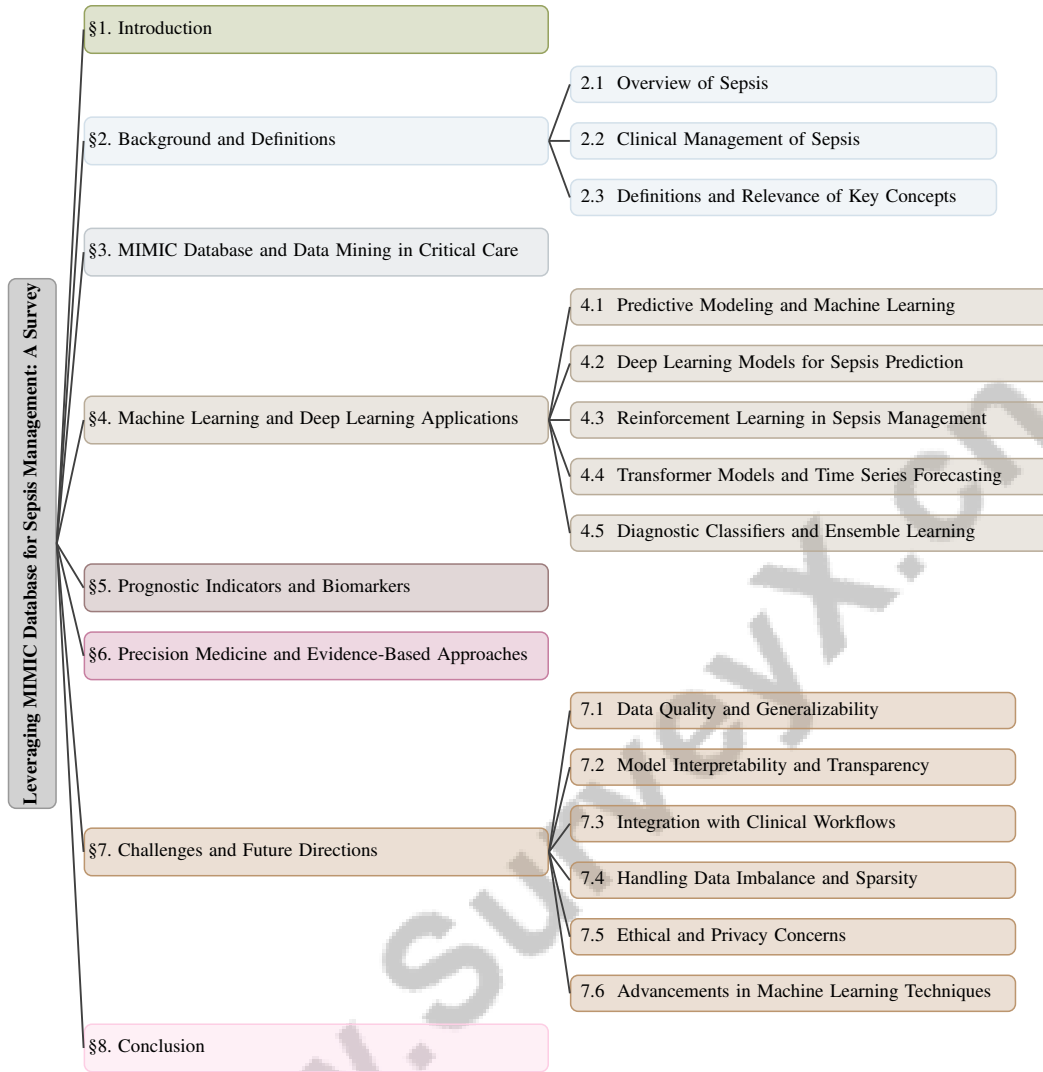 Leveraging MIMIC Database for Sepsis Management: A Survey
§1. Introduction
§2. Background and Definitions
2.1 Overview of Sepsis
2.2 Clinical Management of Sepsis
2.3 Definitions and Relevance of Key Concepts
§3. MIMIC Database and Data Mining in Critical Care
§4. Machine Learning and Deep Learning Applications
4.1 Predictive Modeling and Machine Learning
4.2 Deep Learning Models for Sepsis Prediction
4.3 Reinforcement Learning in Sepsis Management
4.4 Transformer Models and Time Series Forecasting
4.5 Diagnostic Classifiers and Ensemble Learning
§5. Prognostic Indicators and Biomarkers
§6. Precision Medicine and Evidence-Based Approaches
§7. Challenges and Future Directions
7.1 Data Quality and Generalizability
7.2 Model Interpretability and Transparency
7.3 Integration with Clinical Workflows
7.4 Handling Data Imbalance and Sparsity
7.5 Ethical and Privacy Concerns
7.6 Advancements in Machine Learning Techniques
§8. Conclusion
w.SurveyX.cn